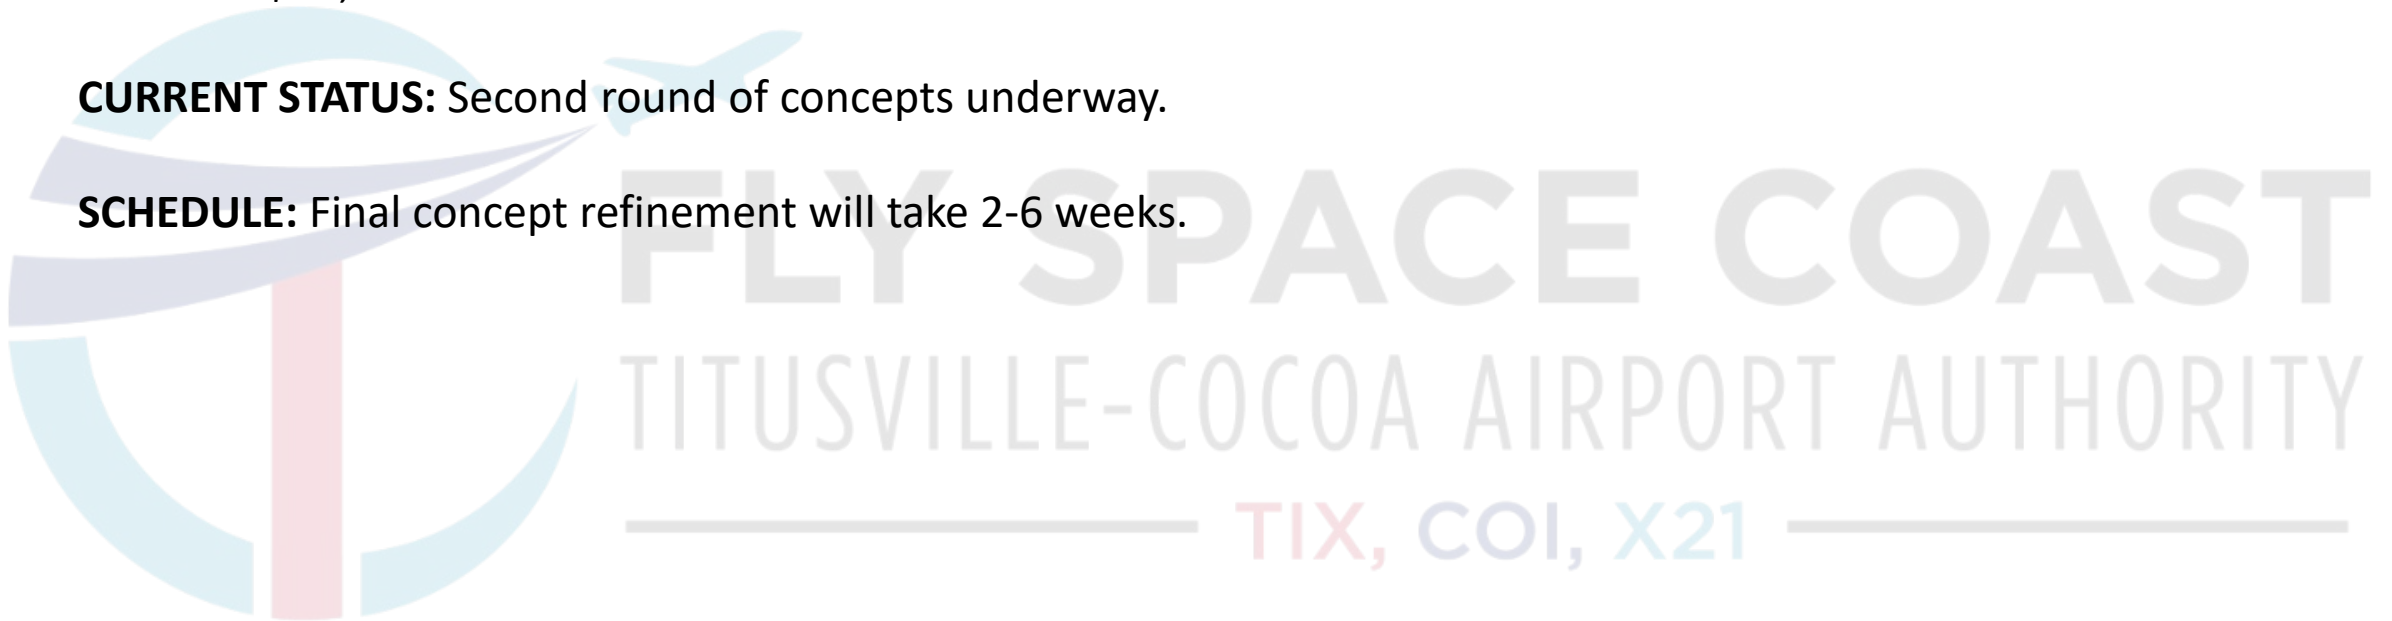 CURRENT STATUS: Second round of concepts underway.
SCHEDULE: Final concept refinement will take 2-6 weeks.
FLY SPACE COAST
TITUSVILLE-COCOA AIRPORT AUTHORITY
TIX, COI, X21